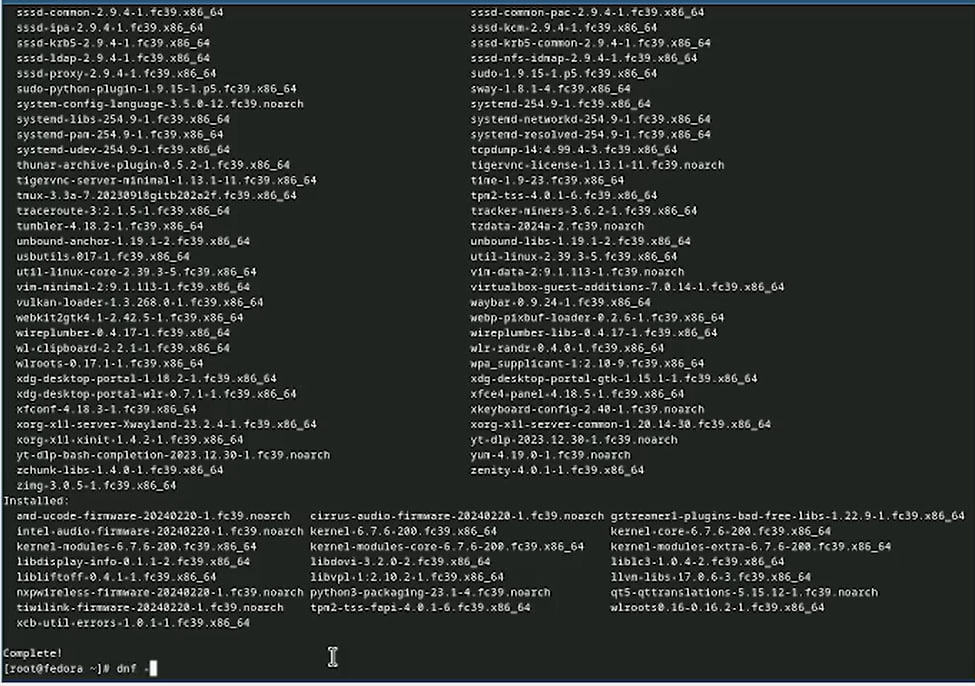 sssd-common-2.9.4-1.fc39.x86_64 sssd-common-pac-2.9.4-1.fc39.x86_64
sssd-ipa-2.9.4-1.fc39.x86_64 sssd-kcm-2.9.4-1.fc39.x86_64
sssd-krb5-2.9.4-1.fc39.x86_64 sssd-krb5-common-2.9.4-1.fc39.x86_64
sssd-ldap-2.9.4-1.fc39.x86_64 sssd-nfs-idmap-2.9.4-1.fc39.x86_64
sssd-proxy-2.9.4-1.fc39.x86_64 sudo-1.9.15-1.p5.fc39.x86_64
sudo-python-plugin-1.9.15-1.p5.fc39.x86_64 sway-1.8.1-4.fc39.x86_64
system-config-language-3.5.0-12.fc39.noarch systemd-254.9-1.fc39.x86_64
systemd-libs-254.9-1.fc39.x86_64 systemd-networkd-254.9-1.fc39.x86_64
systemd-pam-254.9-1.fc39.x86_64 systemd-resolved-254.9-1.fc39.x86_64
systemd-udev-254.9-1.fc39.x86_64 tcpdump-14:4.99.4-3.fc39.x86_64
thunar-archive-plugin-0.5.2-1.fc39.x86_64 tigervnc-license-1.13.1-11.fc39.noarch
tigervnc-server-minimal-1.13.1-11.fc39.x86_64 time-1.9-23.fc39.x86_64
tmux-3.3a-7.20230918gitb202a2f.fc39.x86_64 tpm2-tss-4.0.1-6.fc39.x86_64
traceroute-3:2.1.5-1.fc39.x86_64 tracker-miners-3.6.2-1.fc39.x86_64
tumbler-4.18.2-1.fc39.x86_64 tzdata-2024a-2.fc39.noarch
unbound-anchor-1.19.1-2.fc39.x86_64 unbound-libs-1.19.1-2.fc39.x86_64
usbutils-017-1.fc39.x86_64 util-linux-2.39.3-5.fc39.x86_64
util-linux-core-2.39.3-5.fc39.x86_64 vim-data-2:9.1.113-1.fc39.noarch
vim-minimal-2:9.1.113-1.fc39.x86_64 virtualbox-guest-additions-7.0.14-1.fc39.x86_64
vulkan-loader-1.3.268.0-1.fc39.x86_64 waybar-0.9.24-1.fc39.x86_64
webkit2gtk4.1-2.42.5-1.fc39.x86_64 webp-pixbuf-loader-0.2.6-1.fc39.x86_64
wireplumber-0.4.17-1.fc39.x86_64 wireplumber-libs-0.4.17-1.fc39.x86_64
wl-clipboard-2.2.1-1.fc39.x86_64 wlr-randr-0.4.0-1.fc39.x86_64
wlroots-0.17.1-1.fc39.x86_64 wpa_supplicant-1:2.10-9.fc39.x86_64
xdg-desktop-portal-1.18.2-1.fc39.x86_64 xdg-desktop-portal-gtk-1.15.1-1.fc39.x86_64
xdg-desktop-portal-wlr-0.7.1-1.fc39.x86_64 xfce4-panel-4.18.5-1.fc39.x86_64
xfconf-4.18.3-1.fc39.x86_64 xkeyboard-config-2.40-1.fc39.noarch
xorg-x11-server-Xwayland-23.2.4-1.fc39.x86_64 xorg-x11-server-common-1.20.14-30.fc39.x86_64
xorg-x11-xinit-1.4.2-1.fc39.x86_64 yt-dlp-2023.12.30-1.fc39.noarch
yt-dlp-bash-completion-2023.12.30-1.fc39.noarch yum-4.19.0-1.fc39.noarch
zchunk-libs-1.4.0-1.fc39.x86_64 zenity-4.0.1-1.fc39.x86_64
zimg-3.0.5-1.fc39.x86_64
Installed:
amd-ucode-firmware-20240220-1.fc39.noarch cirrus-audio-firmware-20240220-1.fc39.noarch gstreamer1-plugins-bad-free-libs-1.22.9-1.fc39.x86_64
intel-audio-firmware-20240220-1.fc39.noarch kernel-6.7.6-200.fc39.x86_64 kernel-core-6.7.6-200.fc39.x86_64
kernel-modules-6.7.6-200.fc39.x86_64 kernel-modules-core-6.7.6-200.fc39.x86_64 kernel-modules-extra-6.7.6-200.fc39.x86_64
libdisplay-info-0.1.1-2.fc39.x86_64 libdovi-3.2.0-2.fc39.x86_64 liblc3-1.0.4-2.fc39.x86_64
libliftoff-0.4.1-1.fc39.x86_64 libvpl-1:2.10.2-1.fc39.x86_64 llvm-libs-17.0.6-3.fc39.x86_64
nxpwireless-firmware-20240220-1.fc39.noarch python3-packaging-23.1-4.fc39.noarch qt5-qttranslations-5.15.12-1.fc39.noarch
tiwilink-firmware-20240220-1.fc39.noarch tpm2-tss-fapi-4.0.1-6.fc39.x86_64 wlroots0.16-0.16.2-1.fc39.x86_64
xcb-util-errors-1.0.1-1.fc39.x86_64
Complete!
[root@fedora ~]# dnf -